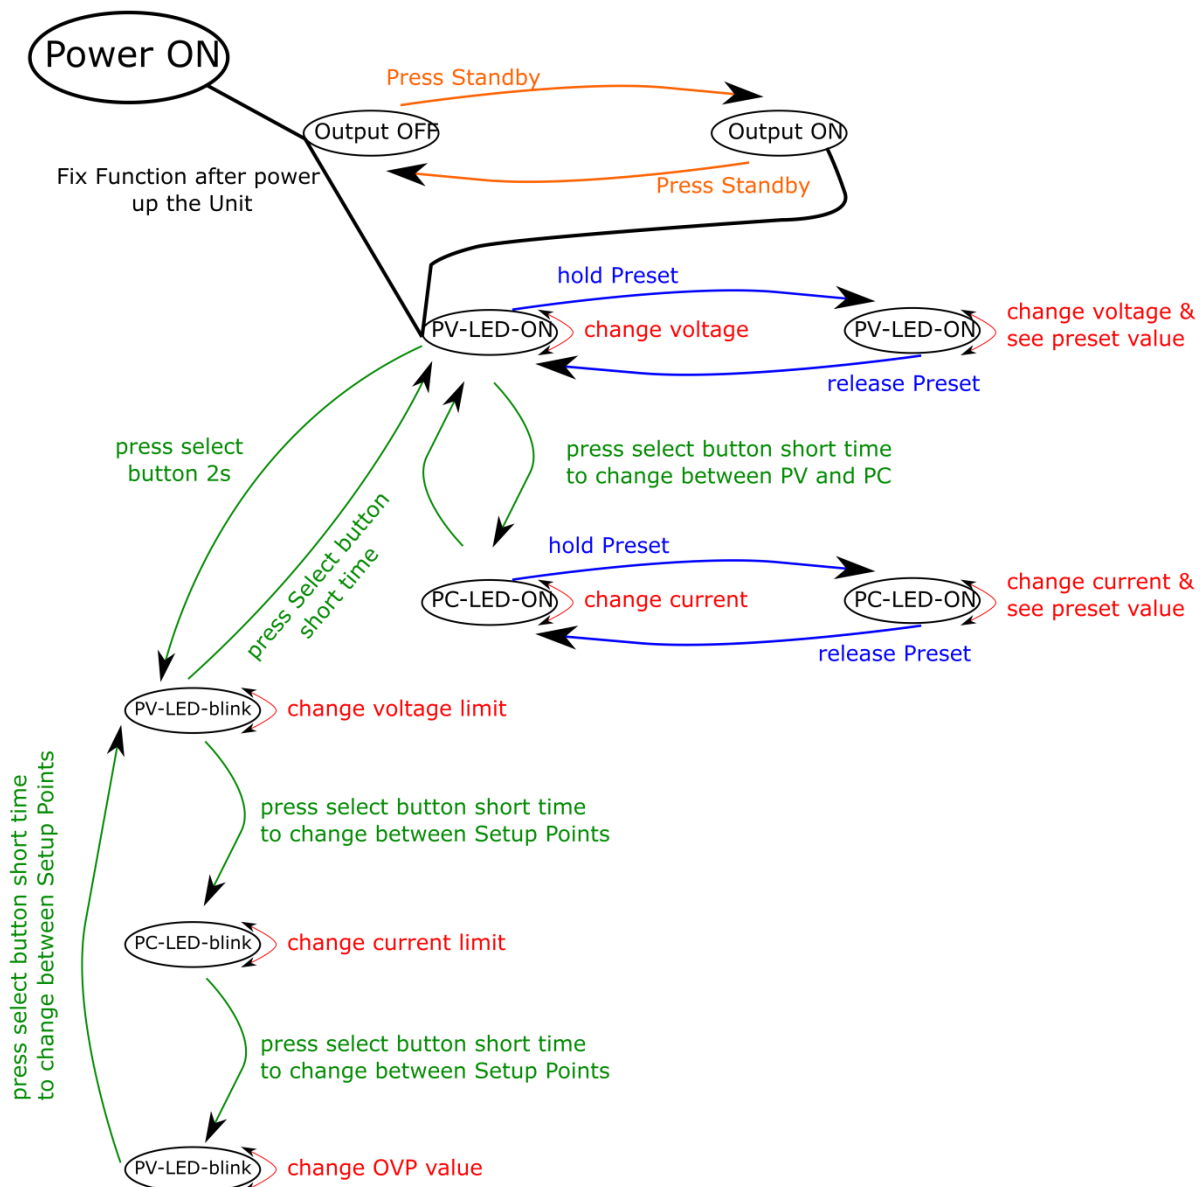 Power ON
Press Standby
Output OFF
Output ON
Fix Function after power
up the Unit
Press Standby
hold Preset
PV-LED-ON
change voltage
PV-LED-ON
change voltage &
see preset value
release Preset
press select
button 2s
press Select button
short time
press select button short time
to change between PV and PC
hold Preset
PC-LED-ON
change current
PC-LED-ON
change current &
see preset value
release Preset
PV-LED-blink
change voltage limit
press select button short time
to change between Setup Points
press select button short time
to change between Setup Points
PC-LED-blink
change current limit
press select button short time
to change between Setup Points
PV-LED-blink
change OVP value